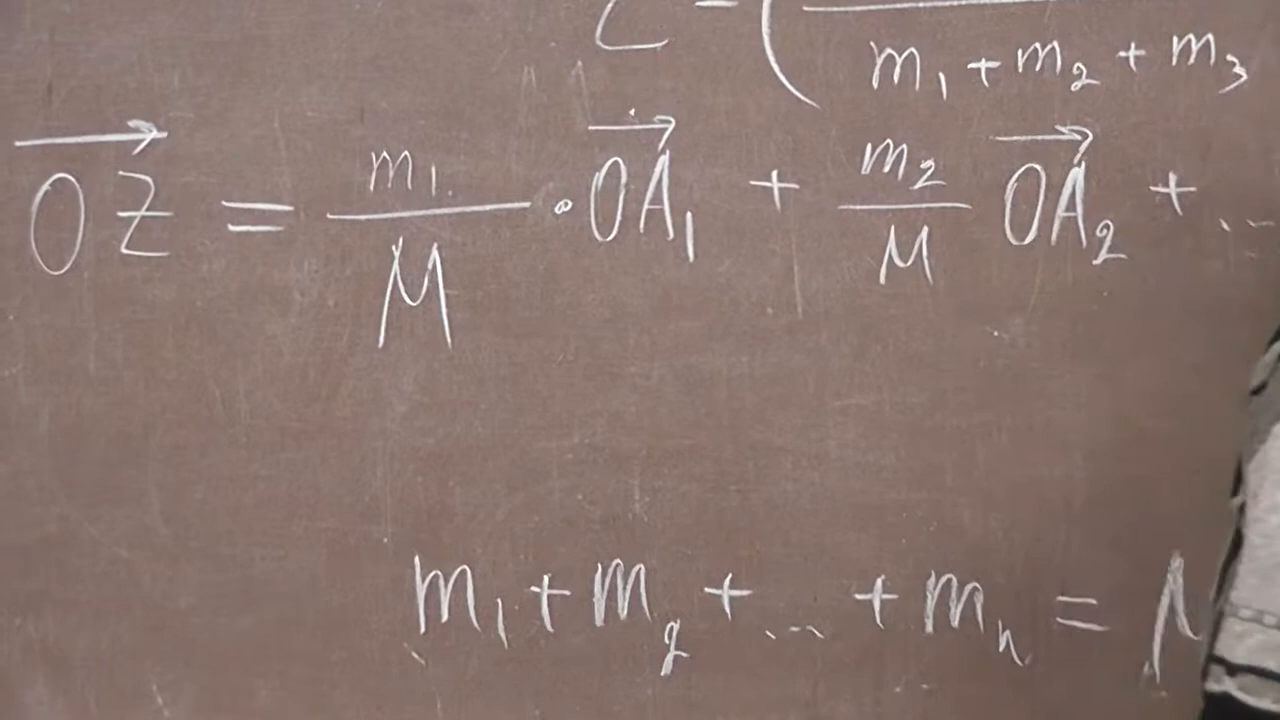 Z = (
m₁ + m₂ + m₃
OZ⃗ = m₁/M · OA₁⃗ + m₂/M OA₂⃗ + ...
m₁ + m₂ + ... + mₙ = M